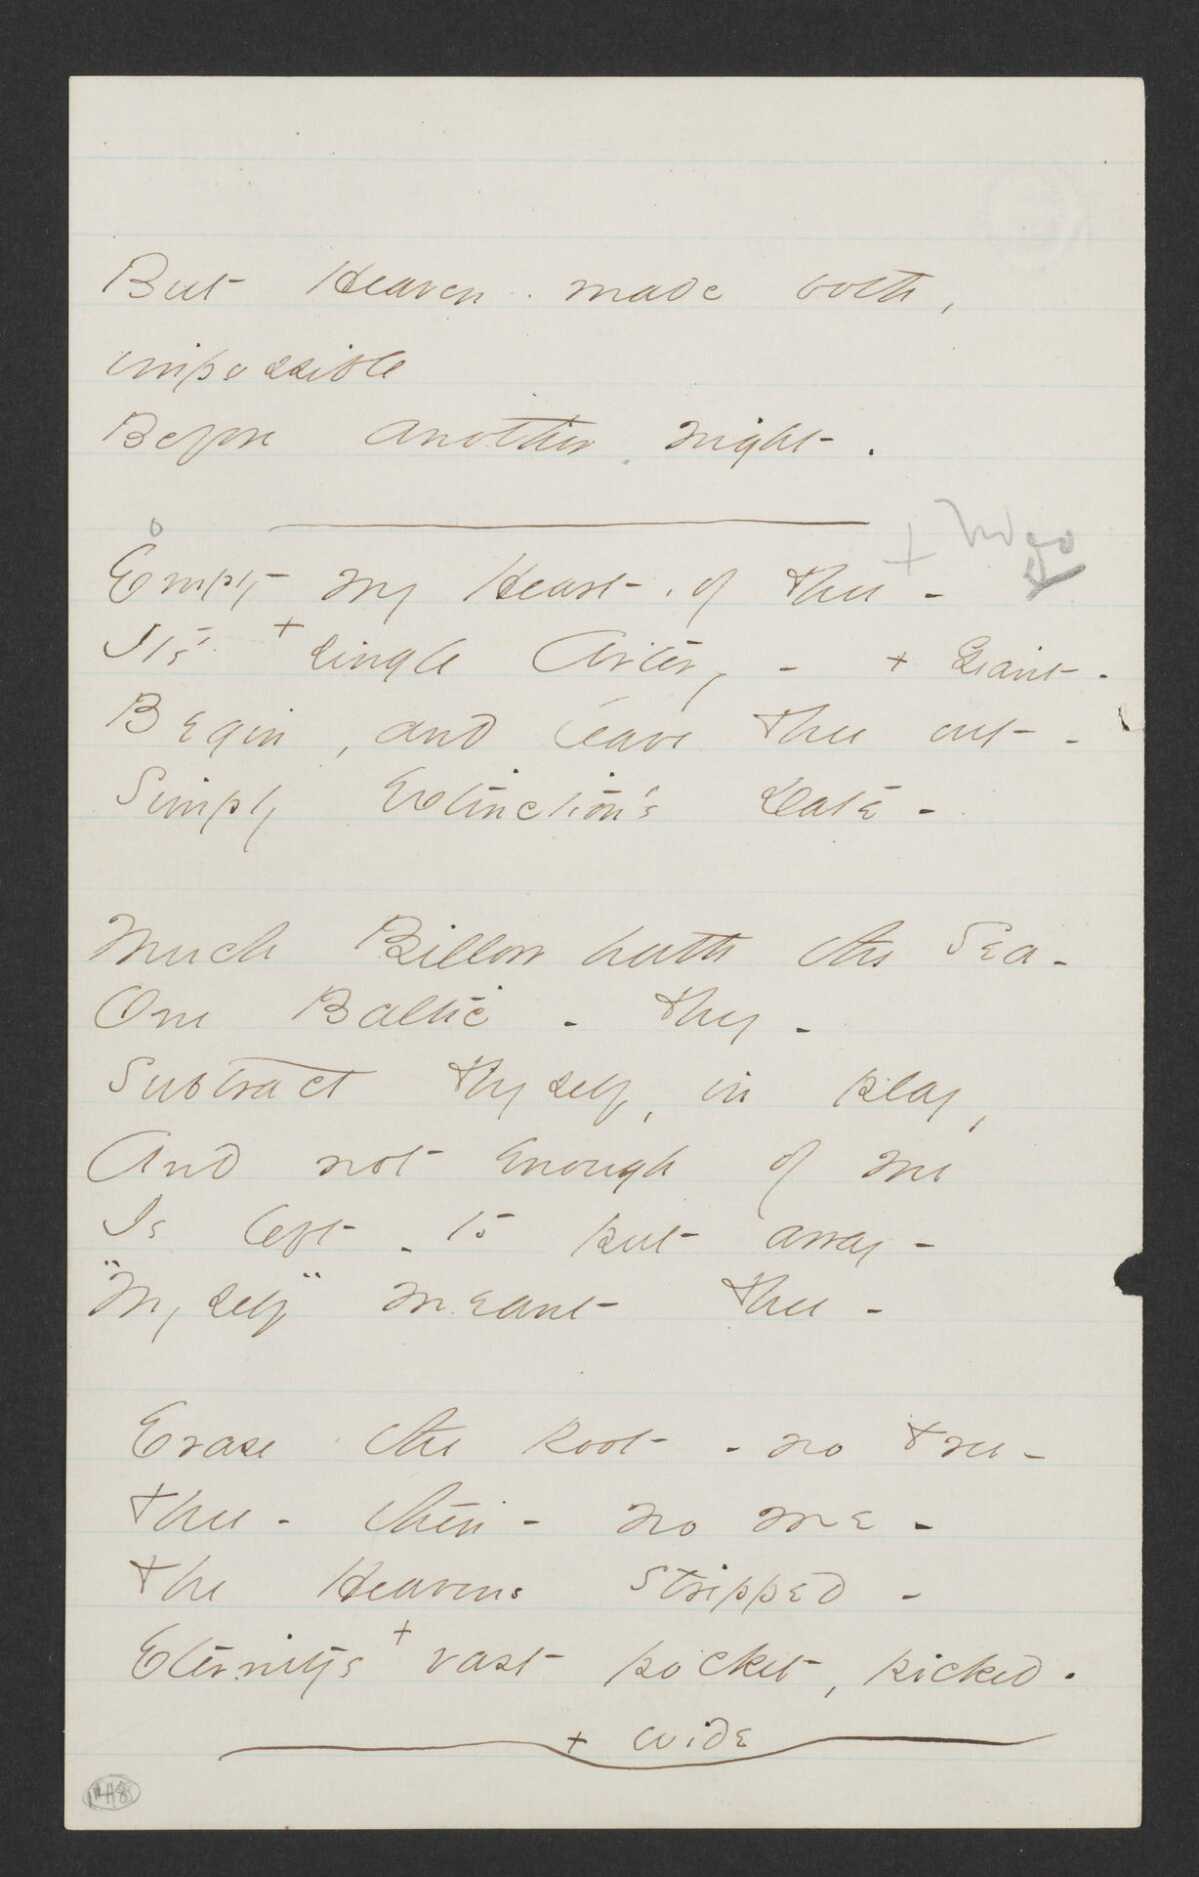 But Heaven made both,
impossible
Before another night.
Empty my Heart, of Thee -
Its + single Artery - + Giant -
Begin, and leave Thee out -
Simply Extinction's Date -
Much Billow hath the Sea -
One Baltic - They -
Subtract Thyself, in play,
And not enough of me
Is left - to put away -
"Myself" meant Thee -
Erase the Root - no Tree -
Thee - then - no me -
The Heavens stripped -
Eternity's + vast pocket, picked.
+ wide
148